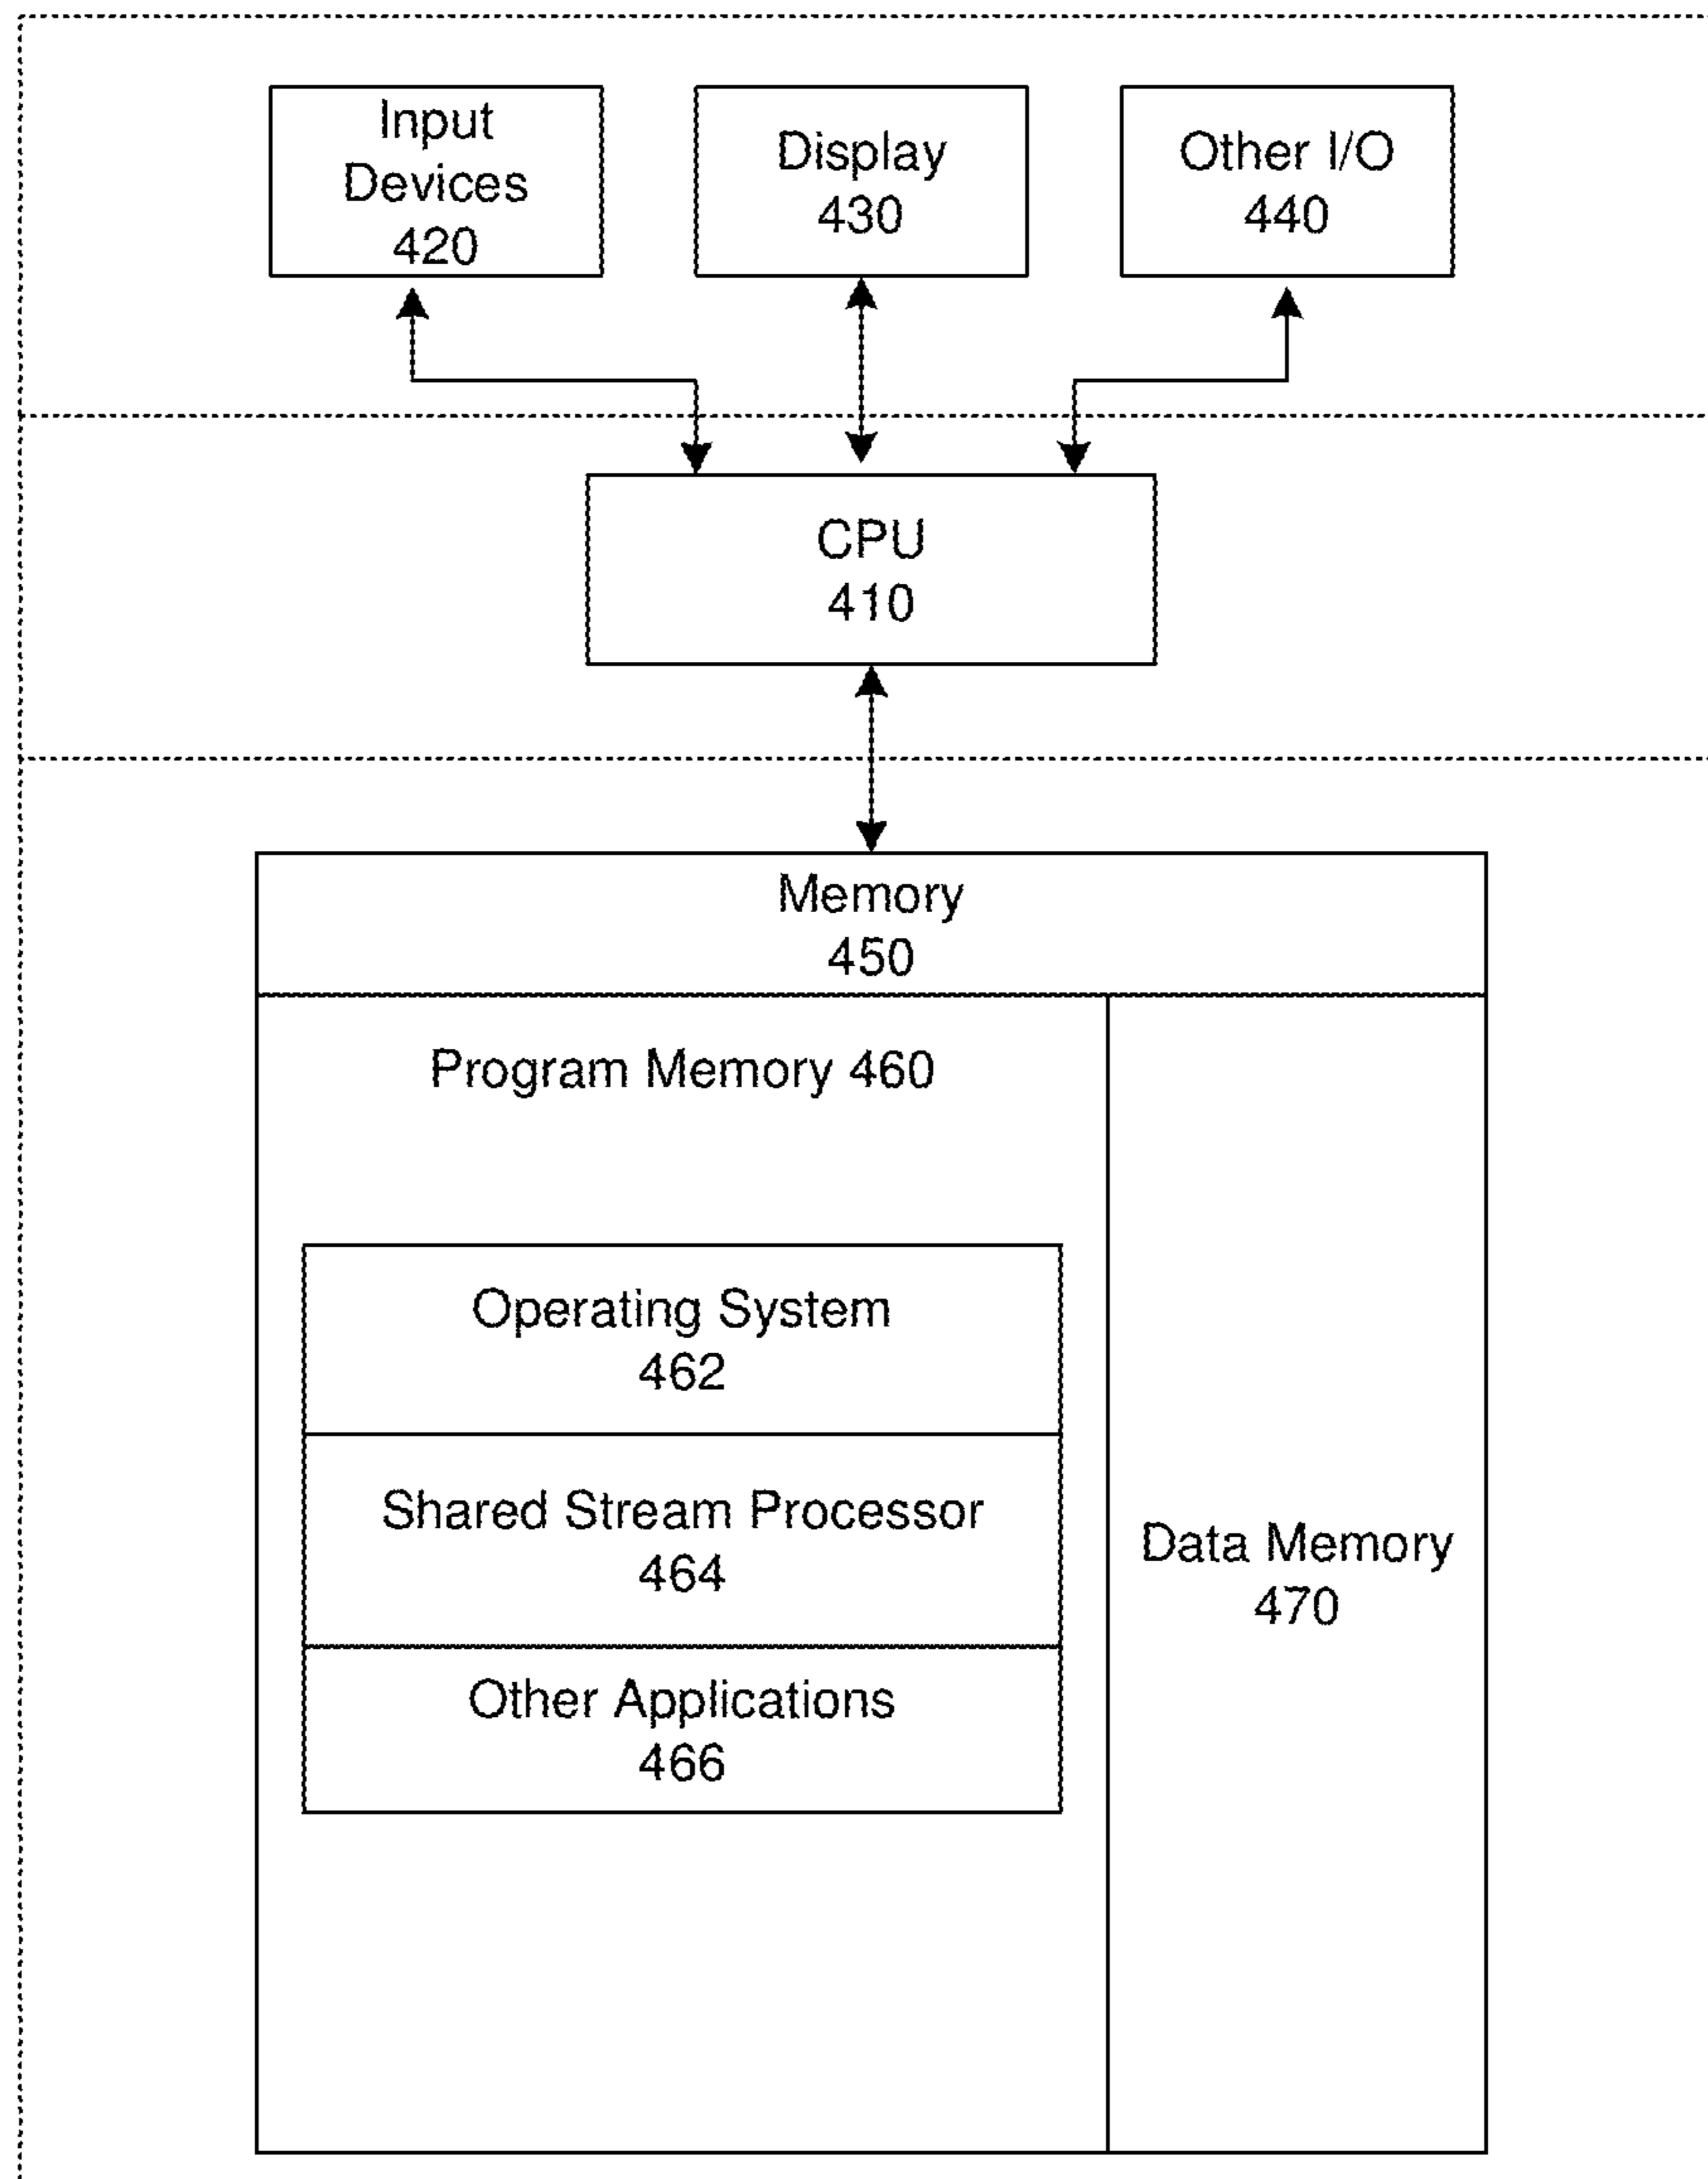 Input
Devices
420
Display
430
Other I/O
440
CPU
410
Memory
450
Program Memory 460
Operating System
462
Shared Stream Processor
464
Other Applications
466
Data Memory
470